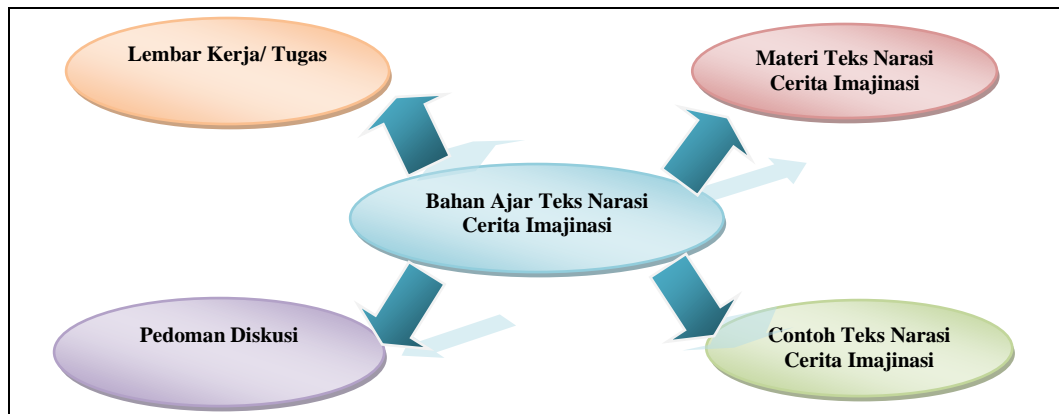 Lembar Kerja/ Tugas
Materi Teks Narasi
Cerita Imajinasi
Bahan Ajar Teks Narasi
Cerita Imajinasi
Pedoman Diskusi
Contoh Teks Narasi
Cerita Imajinasi